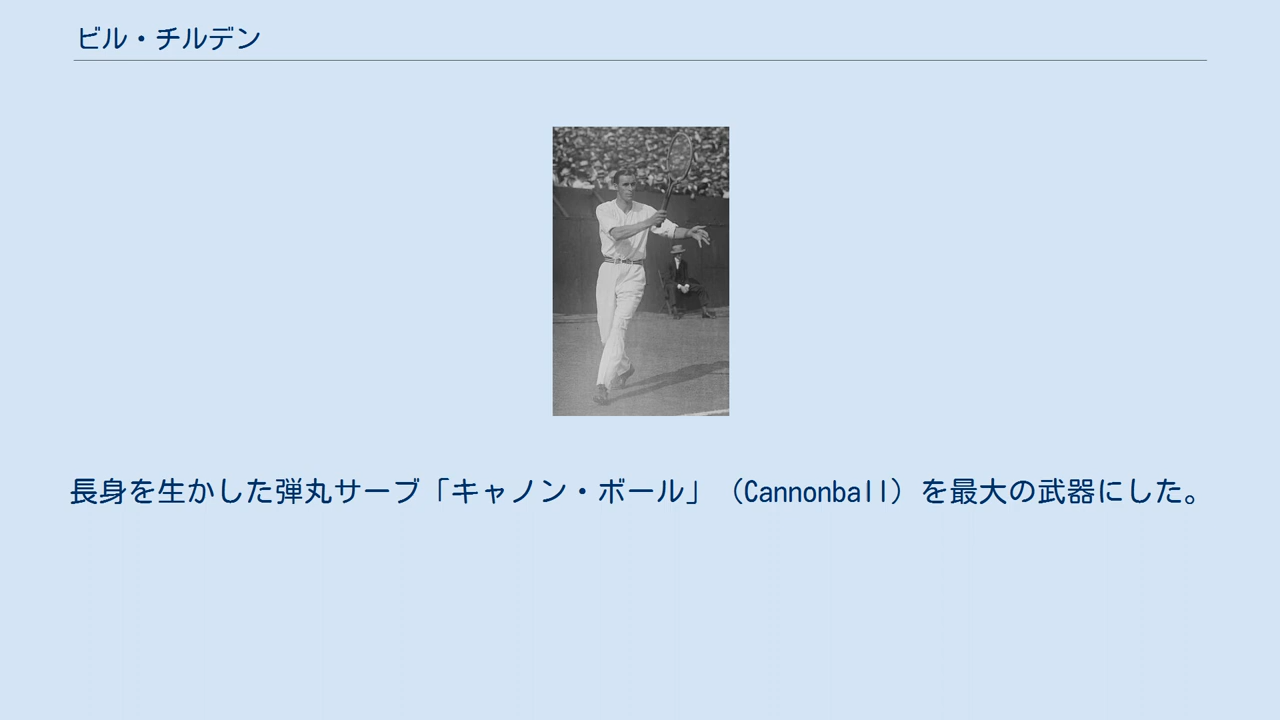 ビル・チルデン
長身を生かした弾丸サーブ「キャノン・ボール」（Cannonball）を最大の武器にした。